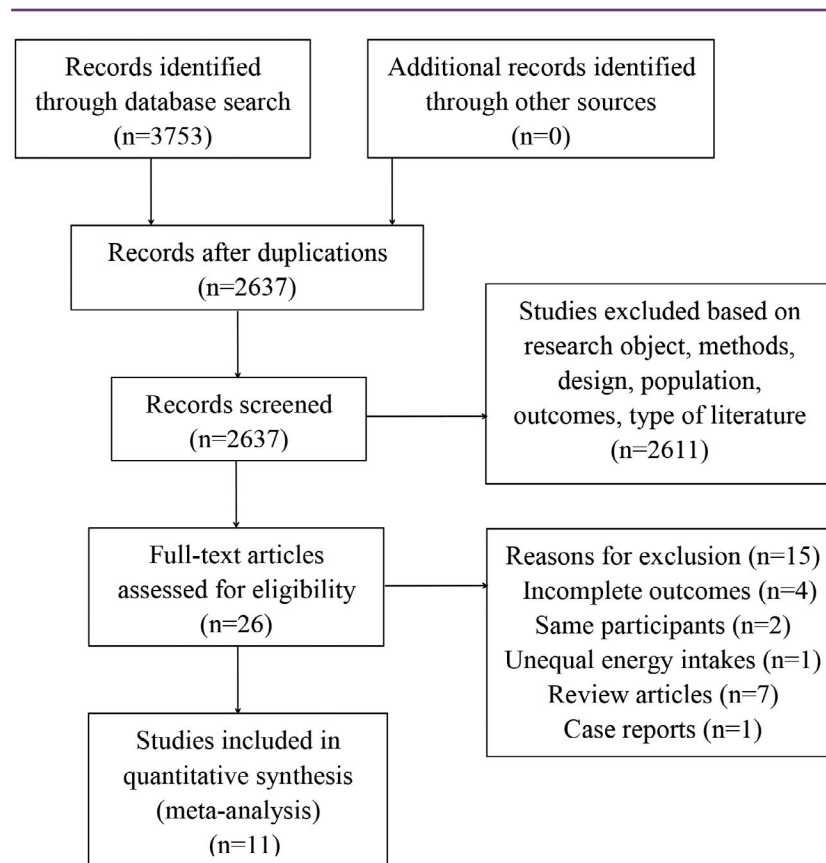 Records identified
through database search
(n=3753)
Additional records identified
through other sources
(n=0)
Records after duplications
(n=2637)
Studies excluded based on
research object, methods,
design, population,
outcomes, type of literature
(n=2611)
Records screened
(n=2637)
Full-text articles
assessed for eligibility
(n=26)
Reasons for exclusion (n=15)
Incomplete outcomes (n=4)
Same participants (n=2)
Unequal energy intakes (n=1)
Review articles (n=7)
Case reports (n=1)
Studies included in
quantitative synthesis
(meta-analysis)
(n=11)